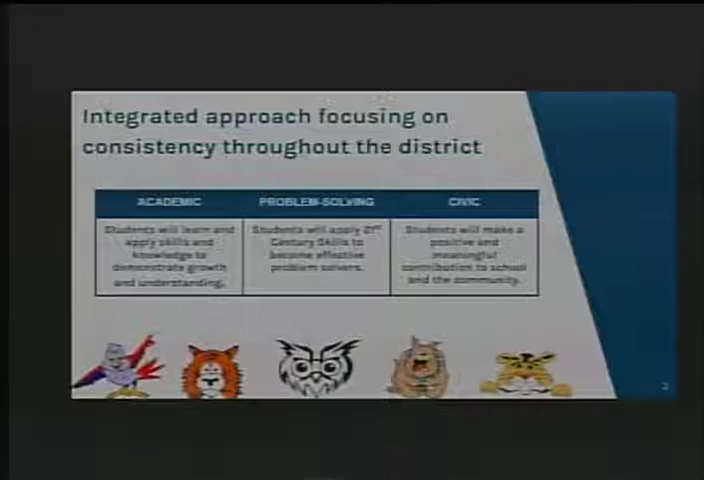 Integrated approach focusing on
consistency throughout the district
ACADEMIC
Students will learn and
apply skills and
knowledge to
demonstrate growth
and understanding.
PROBLEM-SOLVING
Students will apply 21st
Century Skills to
become effective
problem solvers.
CIVIC
Students will make a
positive and
meaningful
contribution to school
and the community.
2